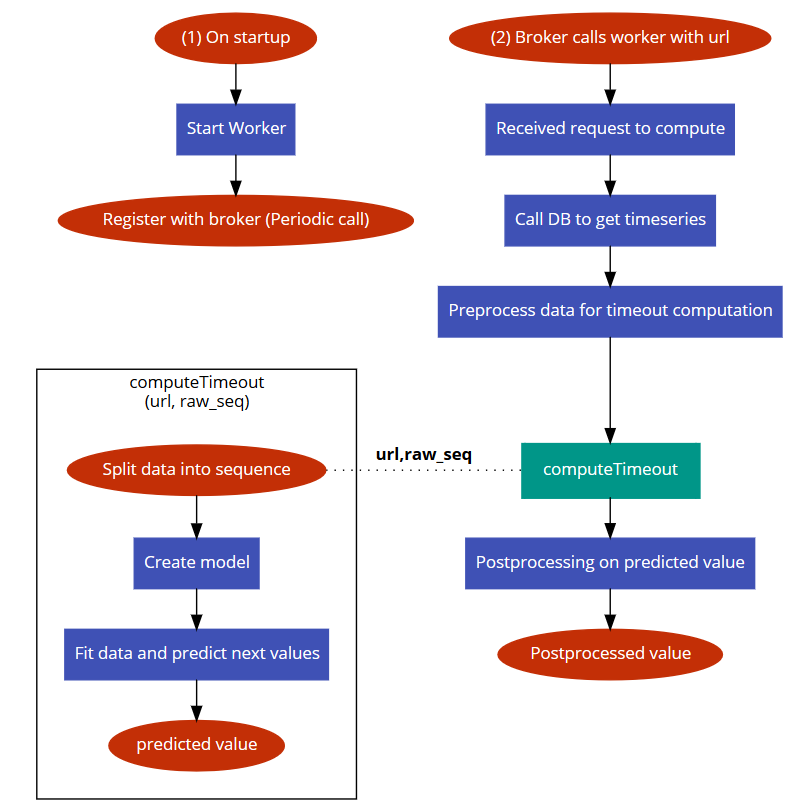 (1) On startup
Start Worker
Register with broker (Periodic call)
(2) Broker calls worker with url
Received request to compute
Call DB to get timeseries
Preprocess data for timeout computation
computeTimeout
Postprocessing on predicted value
Postprocessed value
url,raw_seq
computeTimeout
(url, raw_seq)
Split data into sequence
Create model
Fit data and predict next values
predicted value